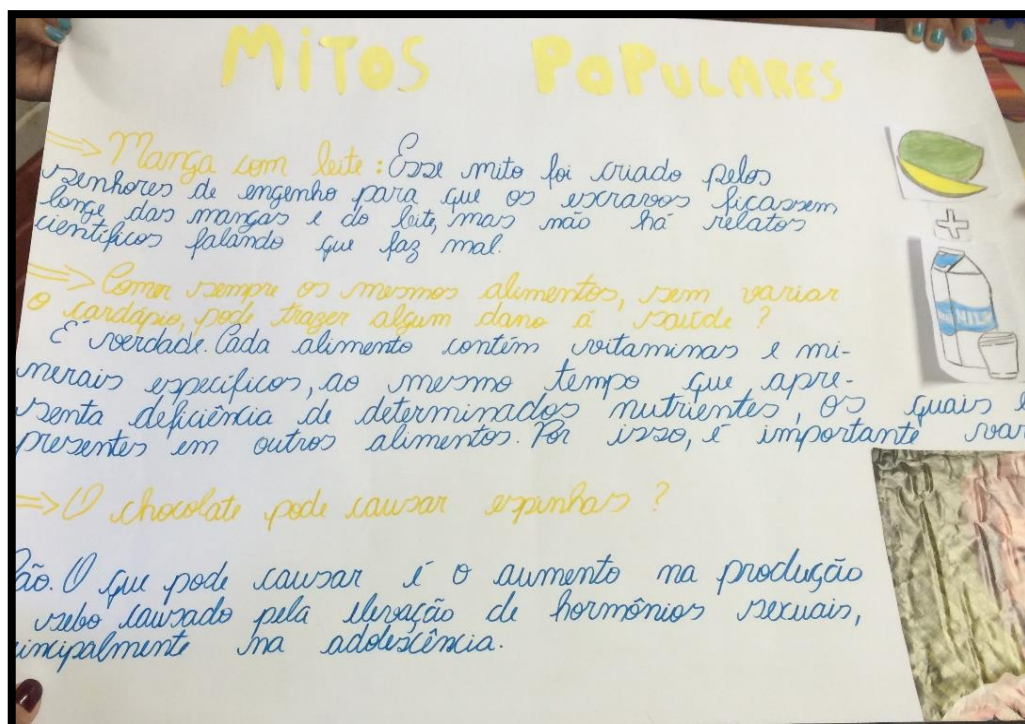 MiTOS POPULARES
⇒ Manga com leite: Esse mito foi criado pelos
senhores de engenho para que os escravos ficassem
longe das mangas e do leite, mas não há relatos
científicos falando que faz mal.
⇒ Comer sempre os mesmos alimentos, sem variar
o cardápio, pode trazer algum dano á saúde?
É verdade. Cada alimento contém vitaminas e mi-
nerais específicos, ao mesmo tempo que apre-
senta deficiência de determinados nutrientes, os quais
presentes em outros alimentos. Por isso, é importante var
⇒ O chocolate pode causar espinhas?
ão. O que pode causar é o aumento na produção
sebo causado pela elevação de hormônios sexuais,
incipalmente na adolescência.
+
MILK